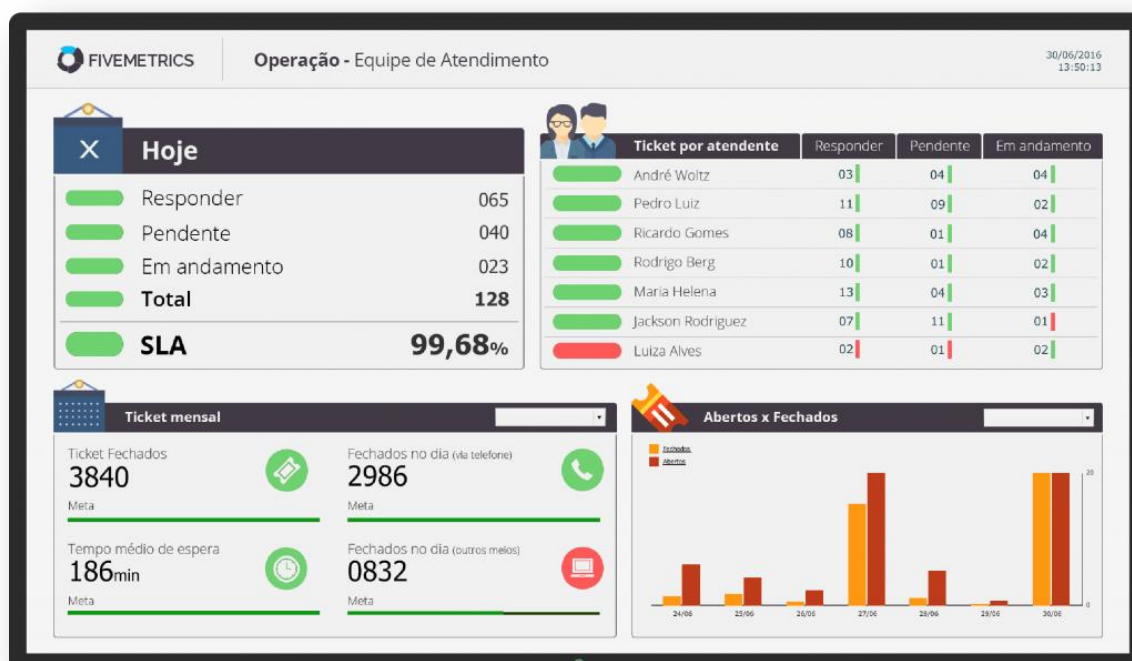 FIVEMETRICS
Operação - Equipe de Atendimento
30/06/2016
13:50:13
X
Hoje
Responder 065
Pendente 040
Em andamento 023
Total 128
SLA 99,68%
Ticket por atendente Responder Pendente Em andamento
André Woltz 03 04 04
Pedro Luiz 11 09 02
Ricardo Gomes 08 01 04
Rodrigo Berg 10 01 02
Maria Helena 13 04 03
Jackson Rodriguez 07 11 01
Luiza Alves 02 01 02
Ticket mensal
Ticket Fechados
3840
Meta
Fechados no dia (via telefone)
2986
Meta
Tempo médio de espera
186min
Meta
Fechados no dia (outros meios)
0832
Meta
Abertos x Fechados
Fechados
Abertos
20
0
24/06 25/06 26/06 27/06 28/06 29/06 30/06